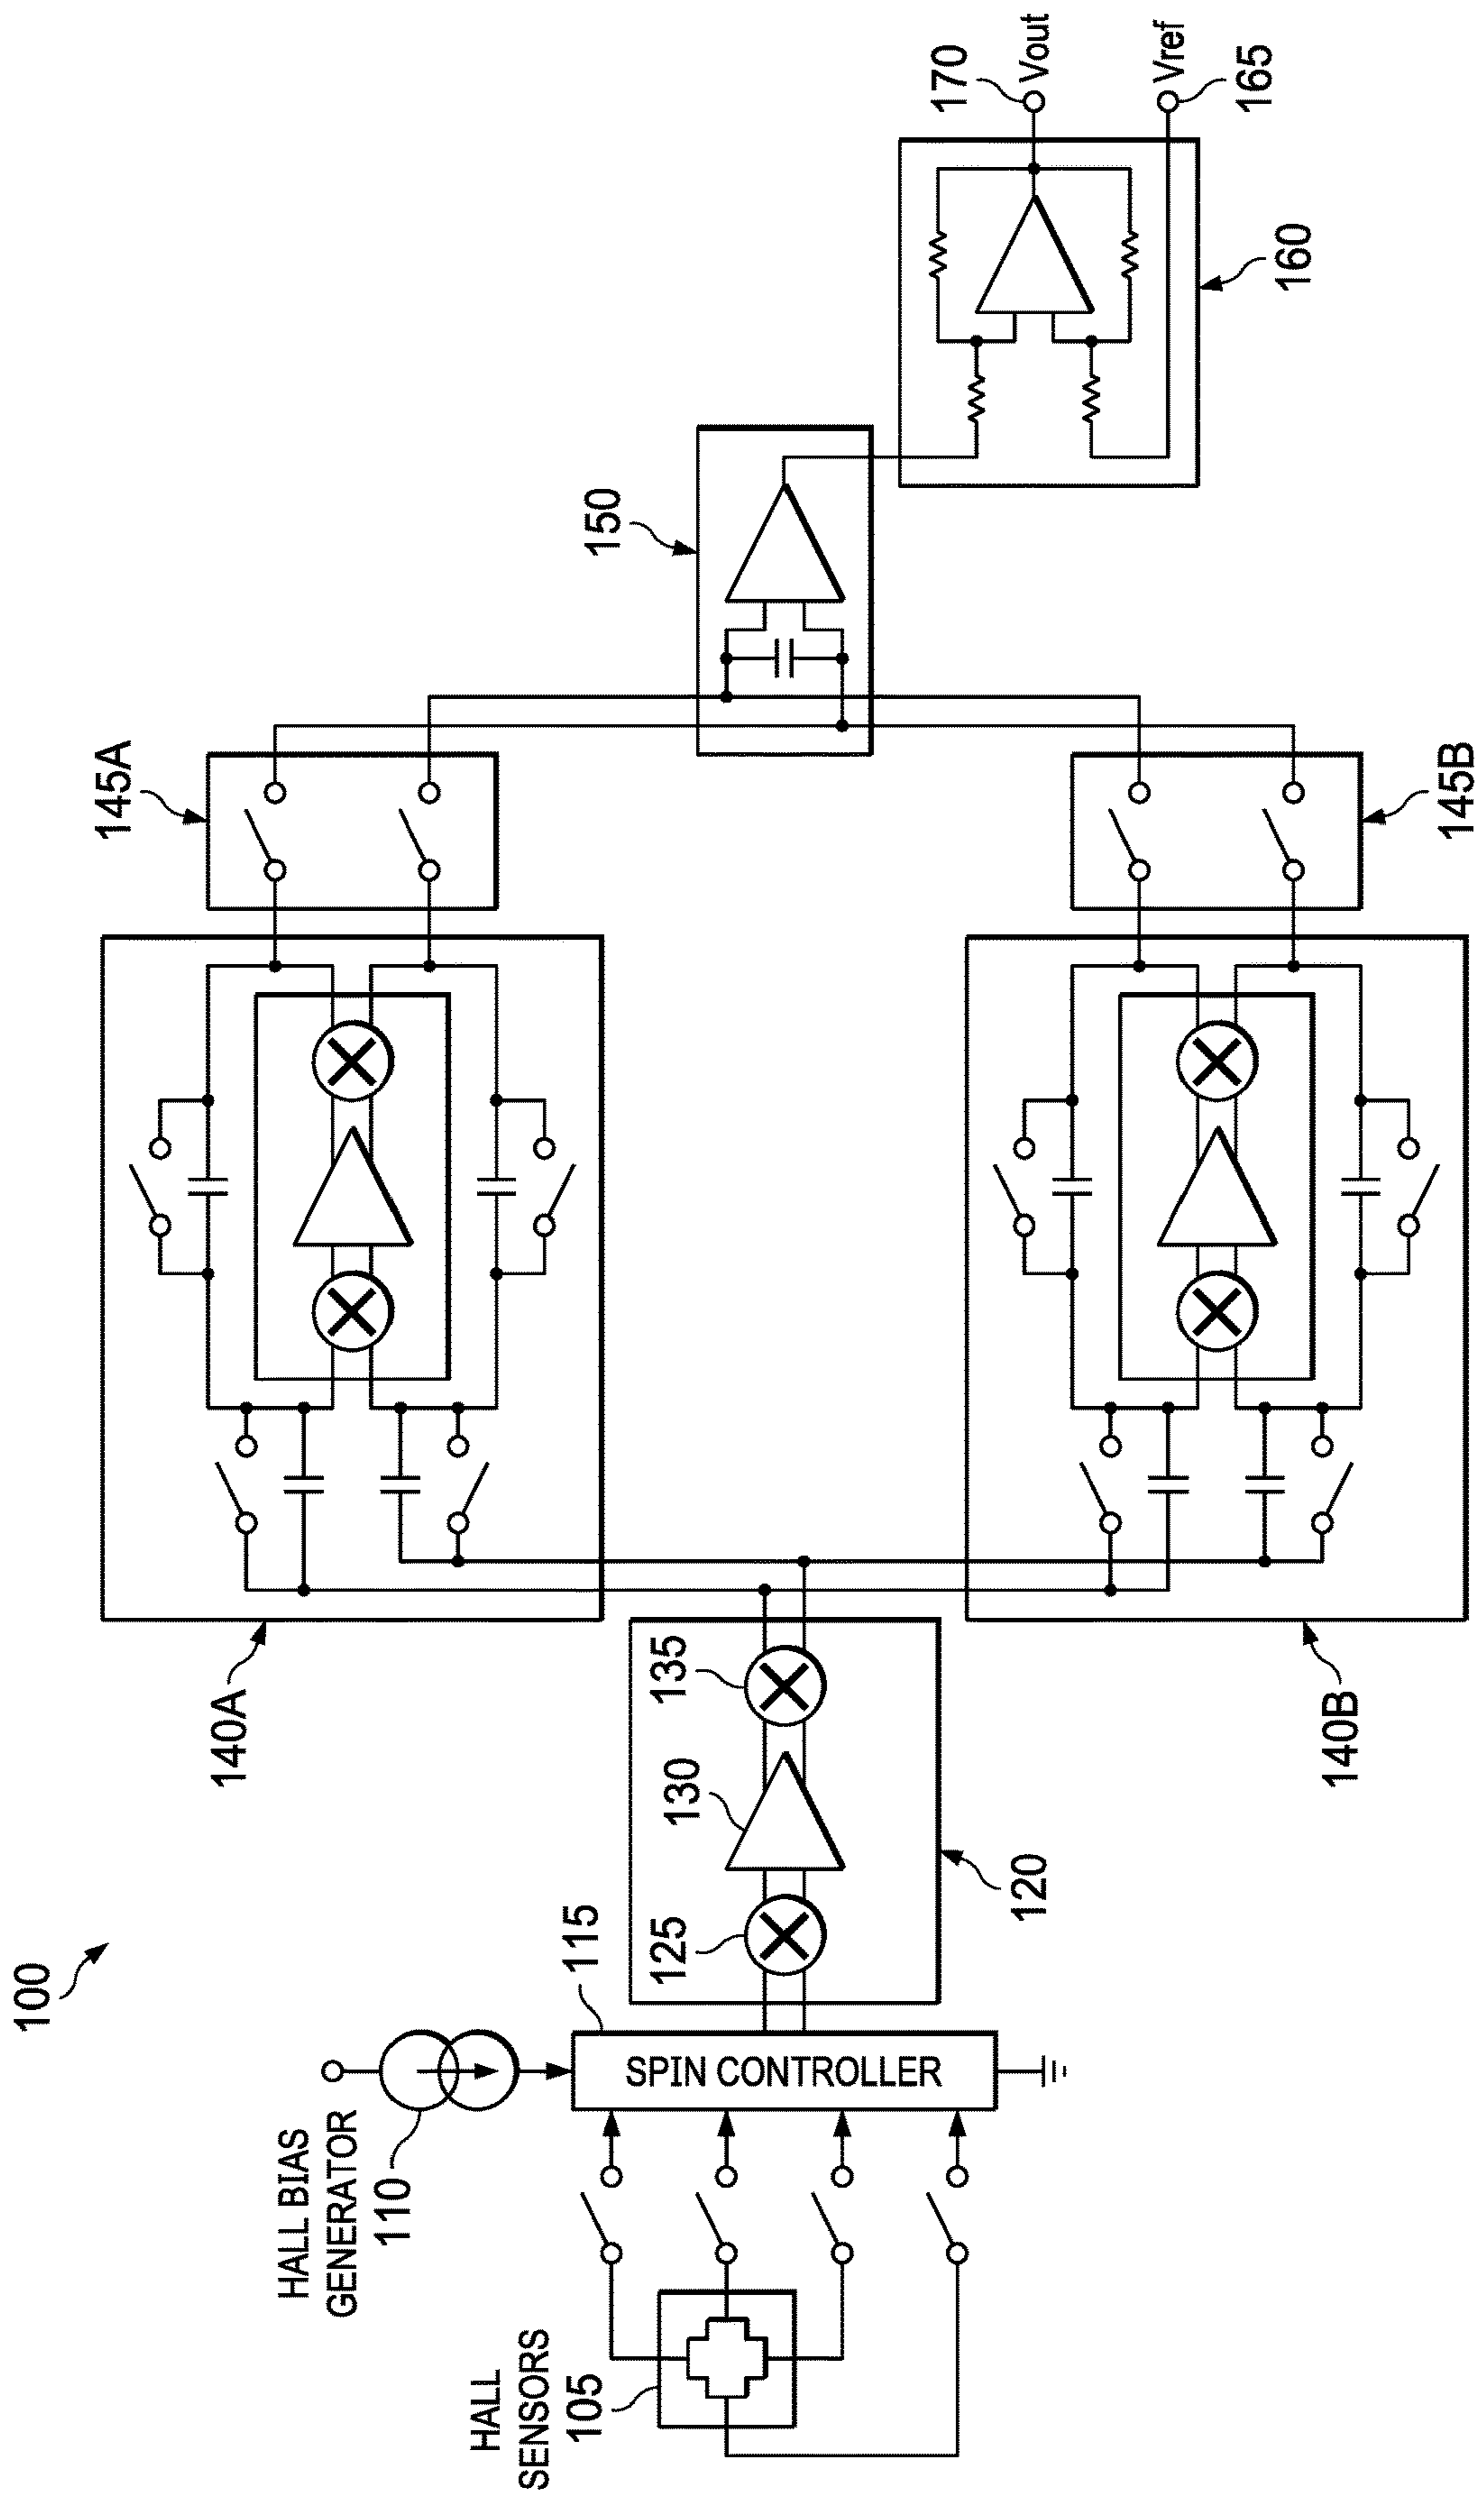 100
HALL BIAS
GENERATOR
110
HALL
SENSORS
105
SPIN CONTROLLER
115
120
125
130
135
140A
140B
145A
145B
150
160
170
Vout
Vref
165